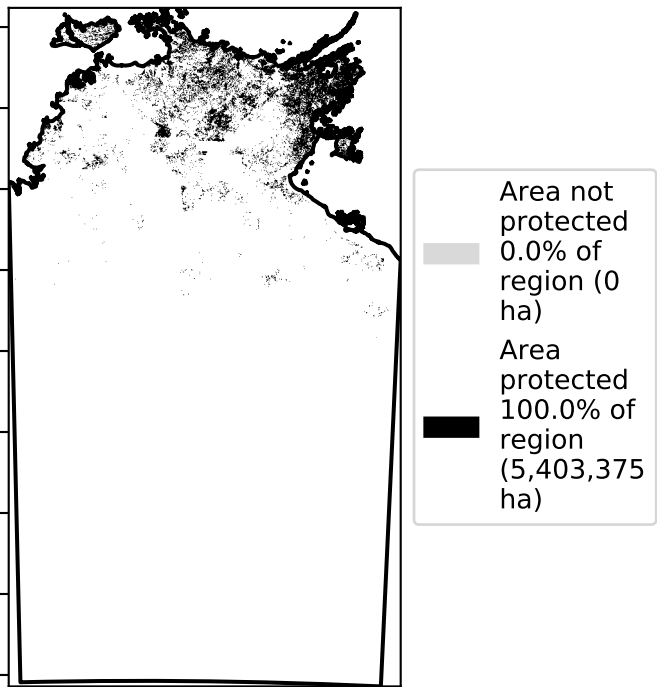 Area not
protected
0.0% of
region (0
ha)
Area
protected
100.0% of
region
(5,403,375
ha)